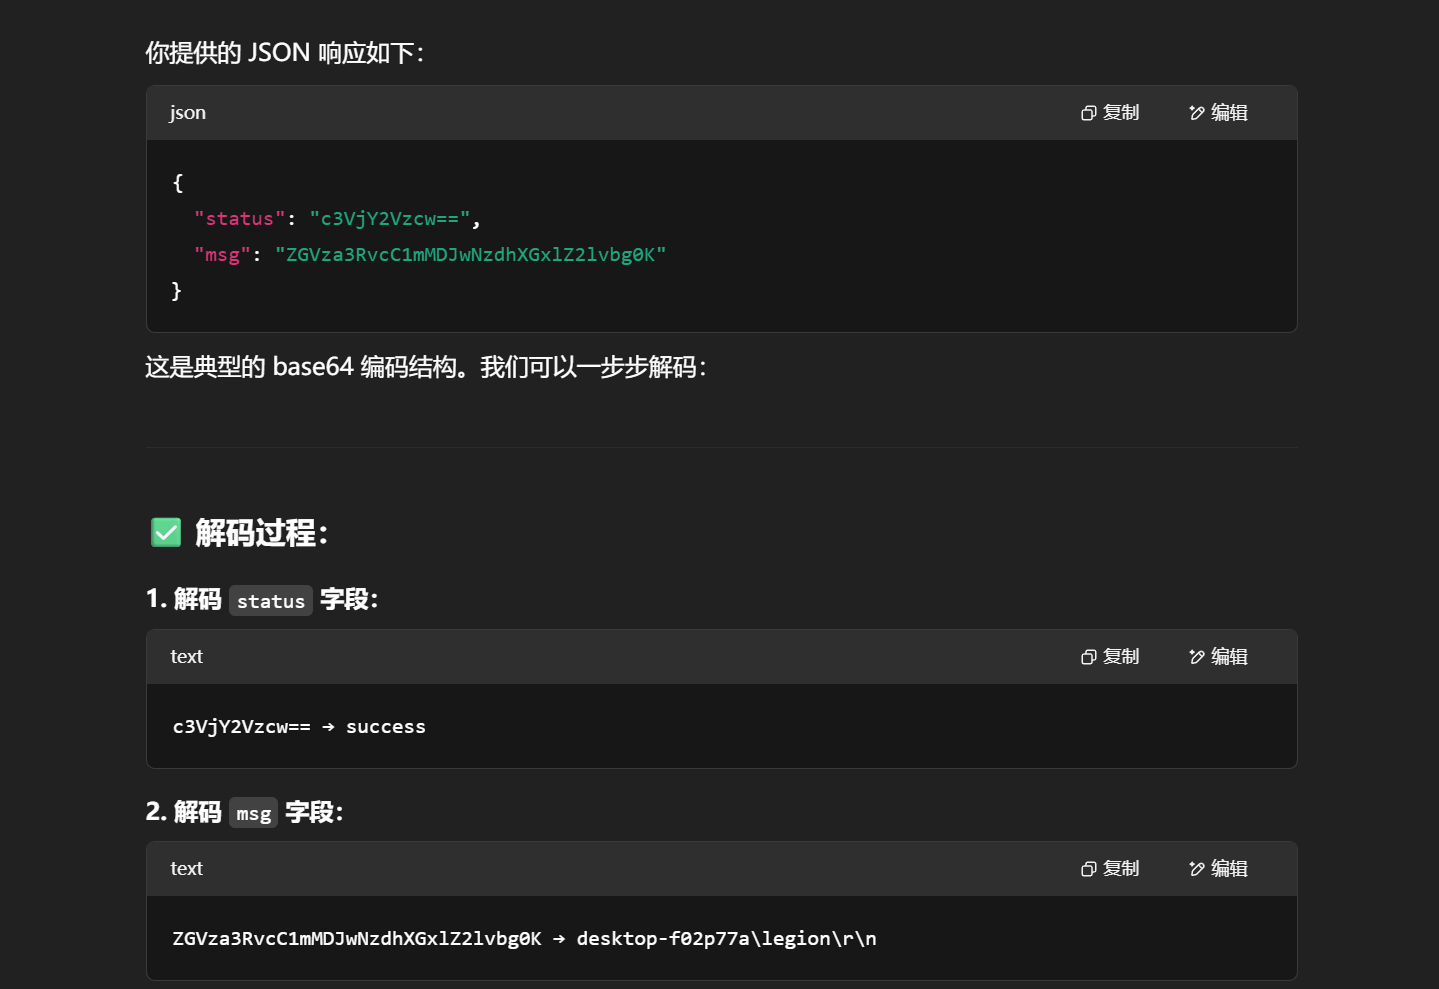 你提供的 JSON 响应如下：
json
复制
编辑
{
"status": "c3VjY2Vzcw==",
"msg": "ZGVza3RvcC1mMDJwNzdhXGxlZ2lvbg0K"
}
这是典型的 base64 编码结构。我们可以一步步解码：
✅ 解码过程：
1. 解码 status 字段：
text
复制
编辑
c3VjY2Vzcw== → success
2. 解码 msg 字段：
text
复制
编辑
ZGVza3RvcC1mMDJwNzdhXGxlZ2lvbg0K → desktop-f02p77a\legion\r\n